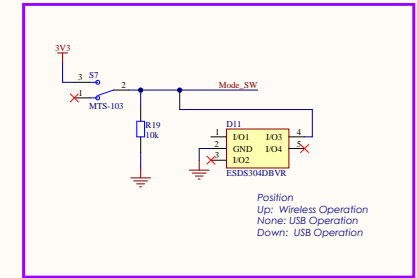 3V3
3
S7
2
Mode_SW
1
MTS-103
R19
10k
D11
1
I/O1
I/O3
4
2
GND
I/O4
5
3
I/O2
ESDS304DBVR
Position
Up: Wireless Operation
None: USB Operation
Down: USB Operation